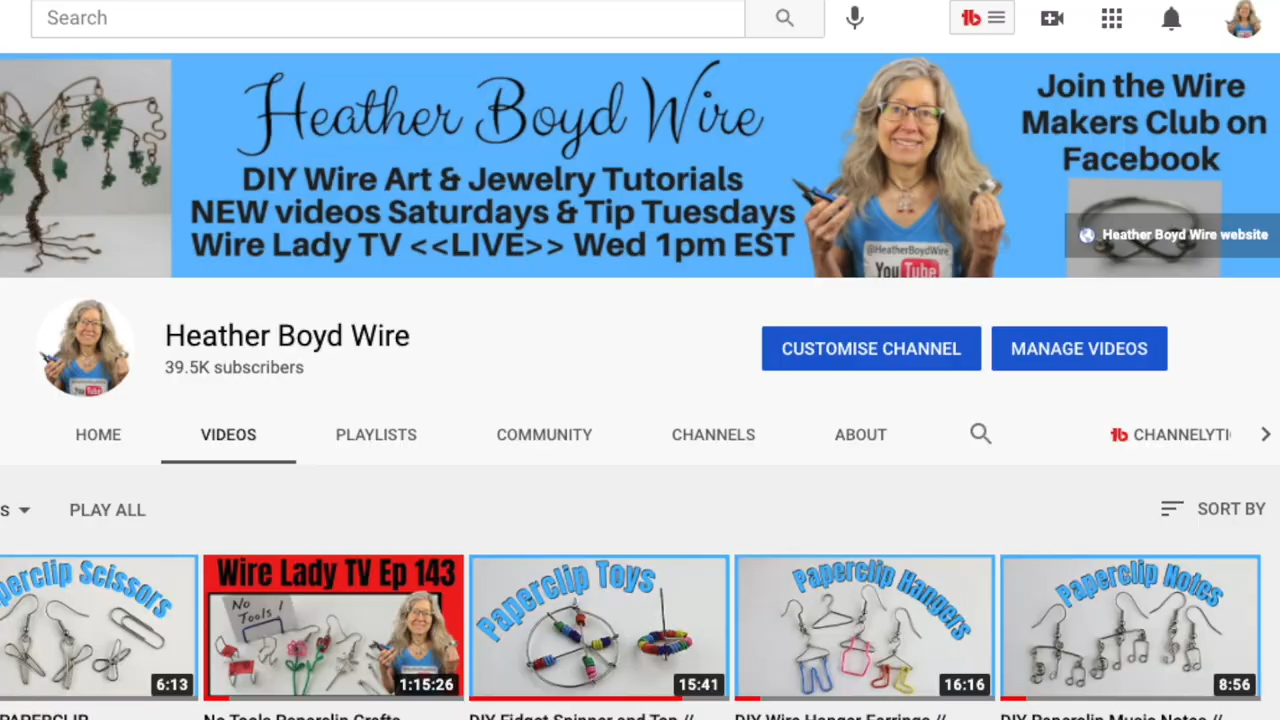 Search
Heather Boyd Wire
DIY Wire Art & Jewelry Tutorials
NEW videos Saturdays & Tip Tuesdays
Wire Lady TV <<LIVE>> Wed 1pm EST
@HeatherBoydWire
YouTube
Join the Wire
Makers Club on
Facebook
Heather Boyd Wire website
Heather Boyd Wire
39.5K subscribers
CUSTOMISE CHANNEL
MANAGE VIDEOS
HOME
VIDEOS
PLAYLISTS
COMMUNITY
CHANNELS
ABOUT
CHANNELYTI
S
PLAY ALL
SORT BY
perclip Scissors
6:13
Wire Lady TV Ep 143
No
Tools!
1:15:26
Paperclip Toys
15:41
Paperclip Hangers
16:16
Paperclip Notes
8:56
PAPERCLIP
No Tools Paperclip Crafts
DIY Fidget Spinner and Top //
DIY Wire Hanger Earrings //
DIY Paperclip Music Notes //